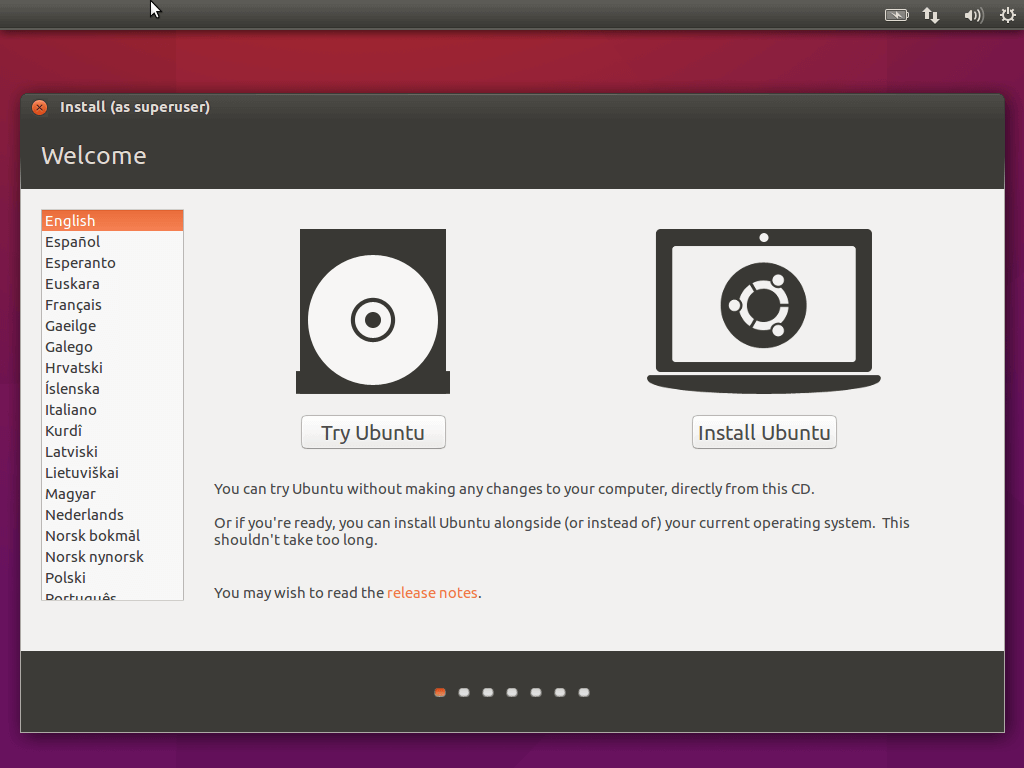 Install (as superuser)
Welcome
English
Español
Esperanto
Euskara
Français
Gaeilge
Galego
Hrvatski
Íslenska
Italiano
Kurdî
Latviski
Lietuviškai
Magyar
Nederlands
Norsk bokmål
Norsk nynorsk
Polski
Português
Try Ubuntu
Install Ubuntu
You can try Ubuntu without making any changes to your computer, directly from this CD.
Or if you're ready, you can install Ubuntu alongside (or instead of) your current operating system.  This
shouldn't take too long.
You may wish to read the release notes.